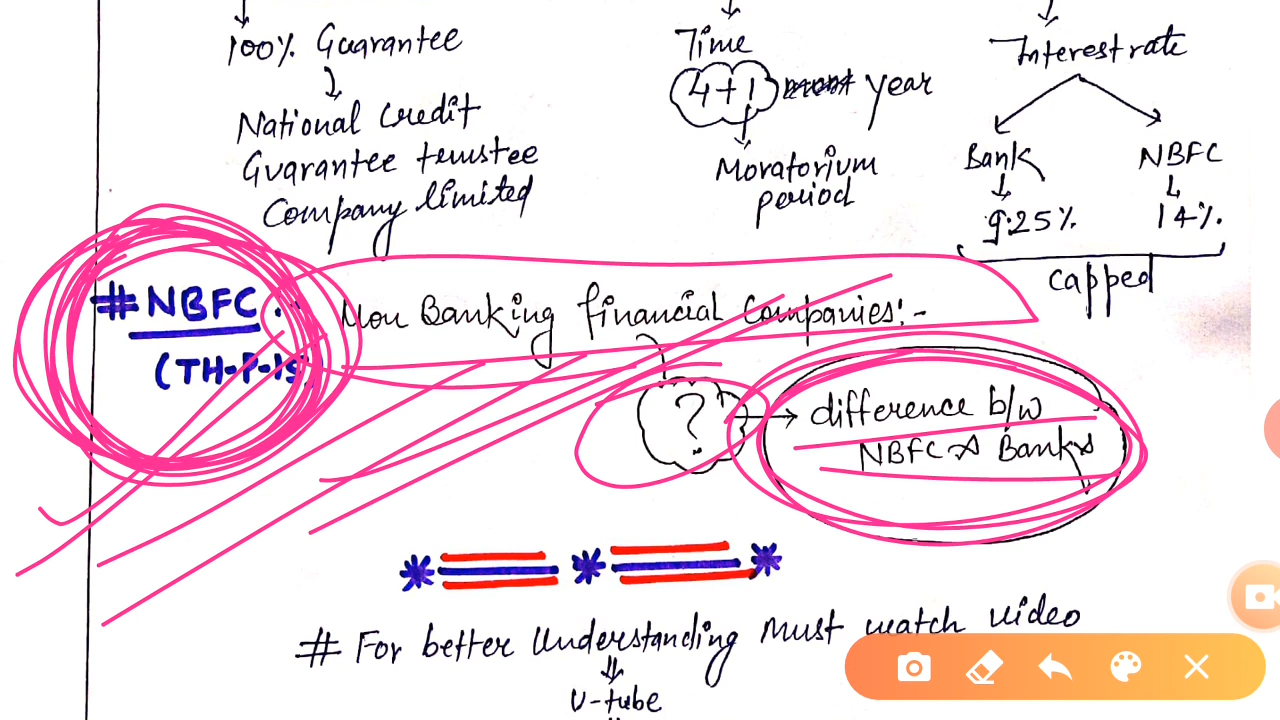 100% Guarantee
National Credit
Guarantee trustee
Company limited
Time
4+1 year
Moratorium
period
Interest rate
Bank
9.25%
NBFC
14%.
capped
# NBFC :
(TH-P-15)
Non Banking financial Companies:-
?
difference b/w
NBFC & Banks
# For better Understanding Must watch video
U-tube